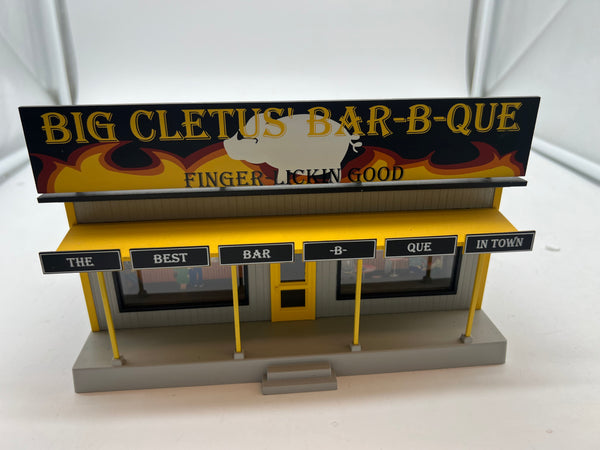 BIG CLETUS' BAR-B-QUE
FINGER-LICKIN GOOD
THE BEST BAR -B- QUE IN TOWN